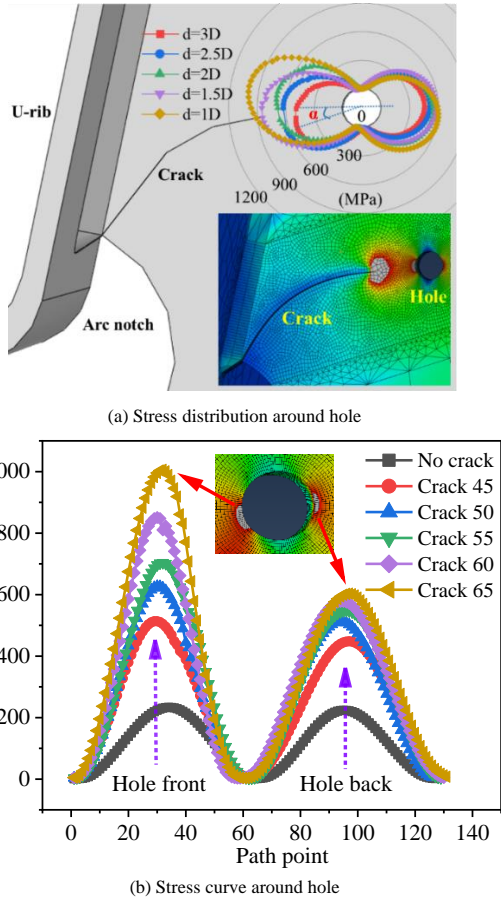 d=3D
d=2.5D
d=2D
d=1.5D
d=1D
U-rib
Crack
α
0
300
600
900
1200
(MPa)
Arc notch
Crack
Hole
(a) Stress distribution around hole
No crack
Crack 45
Crack 50
Crack 55
Crack 60
Crack 65
800
600
400
200
0
Hole front
Hole back
0 20 40 60 80 100 120 140
Path point
(b) Stress curve around hole